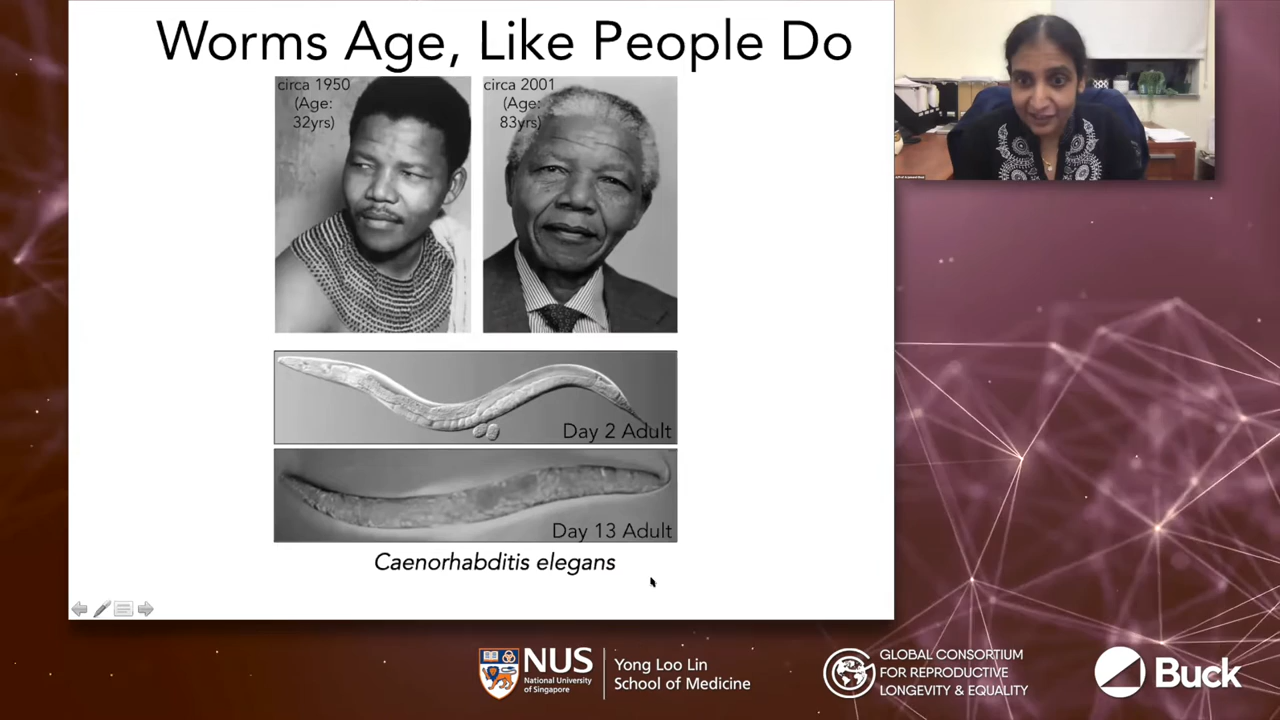 Worms Age, Like People Do
circa 1950
(Age:
32yrs)
circa 2001
(Age:
83yrs)
Day 2 Adult
Day 13 Adult
Caenorhabditis elegans
NUS
National University
of Singapore
Yong Loo Lin
School of Medicine
GLOBAL CONSORTIUM
FOR REPRODUCTIVE
LONGEVITY & EQUALITY
Buck